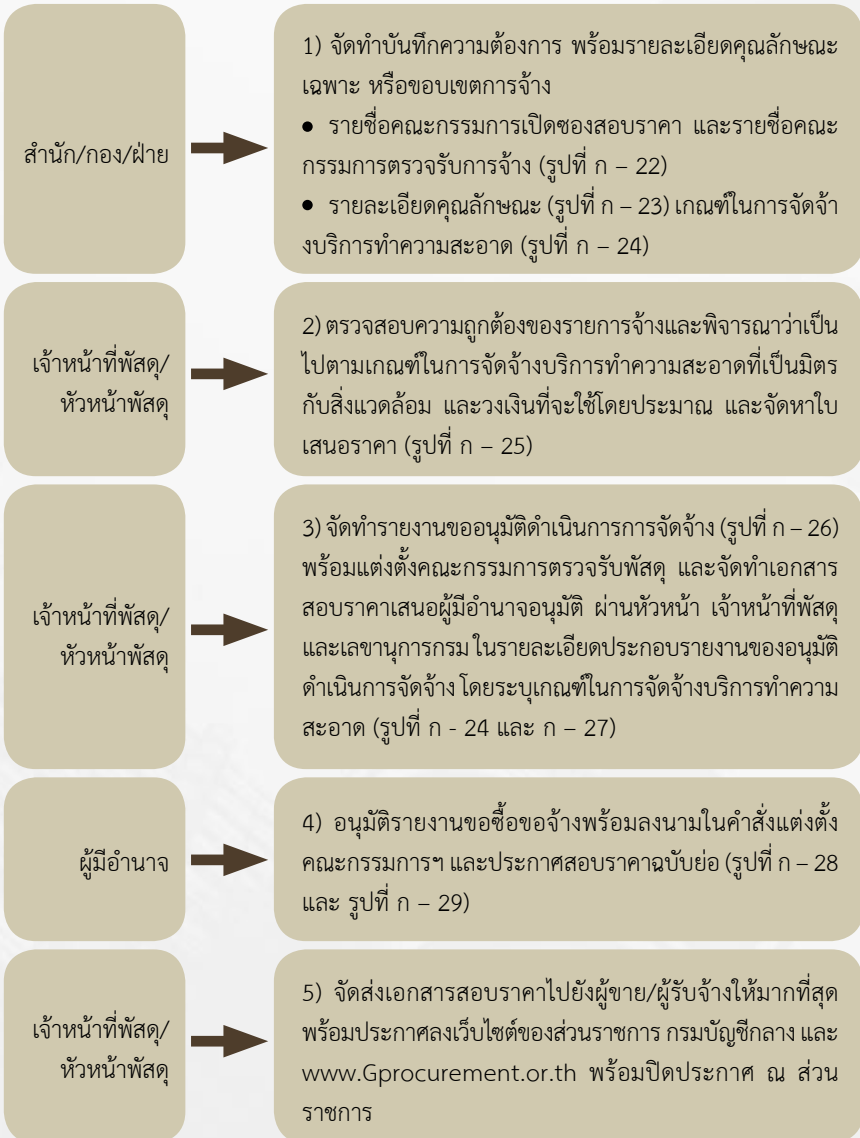 สำนัก/กอง/ฝ่าย
1) จัดทำบันทึกความต้องการ พร้อมรายละเอียดคุณลักษณะ
เฉพาะ หรือขอบเขตการจ้าง
• รายชื่อคณะกรรมการเปิดซองสอบราคา และรายชื่อคณะ
กรรมการตรวจรับการจ้าง (รูปที่ ก – 22)
• รายละเอียดคุณลักษณะ (รูปที่ ก – 23) เกณฑ์ในการจัดจ้า
งบริการทำความสะอาด (รูปที่ ก – 24)
เจ้าหน้าที่พัสดุ/
หัวหน้าพัสดุ
2) ตรวจสอบความถูกต้องของรายการจ้างและพิจารณาว่าเป็น
ไปตามเกณฑ์ในการจัดจ้างบริการทำความสะอาดที่เป็นมิตร
กับสิ่งแวดล้อม และวงเงินที่จะใช้โดยประมาณ และจัดหาใบ
เสนอราคา (รูปที่ ก – 25)
เจ้าหน้าที่พัสดุ/
หัวหน้าพัสดุ
3) จัดทำรายงานขออนุมัติดำเนินการการจัดจ้าง (รูปที่ ก – 26)
พร้อมแต่งตั้งคณะกรรมการตรวจรับพัสดุ และจัดทำเอกสาร
สอบราคาเสนอผู้มีอำนาจอนุมัติ ผ่านหัวหน้า เจ้าหน้าที่พัสดุ
และเลขานุการกรม ในรายละเอียดประกอบรายงานของอนุมัติ
ดำเนินการจัดจ้าง โดยระบุเกณฑ์ในการจัดจ้างบริการทำความ
สะอาด (รูปที่ ก - 24 และ ก – 27)
ผู้มีอำนาจ
4) อนุมัติรายงานขอซื้อขอจ้างพร้อมลงนามในคำสั่งแต่งตั้ง
คณะกรรมการฯ และประกาศสอบราคาฉบับย่อ (รูปที่ ก – 28
และ รูปที่ ก – 29)
เจ้าหน้าที่พัสดุ/
หัวหน้าพัสดุ
5) จัดส่งเอกสารสอบราคาไปยังผู้ขาย/ผู้รับจ้างให้มากที่สุด
พร้อมประกาศลงเว็บไซต์ของส่วนราชการ กรมบัญชีกลาง และ
www.Gprocurement.or.th พร้อมปิดประกาศ ณ ส่วน
ราชการ